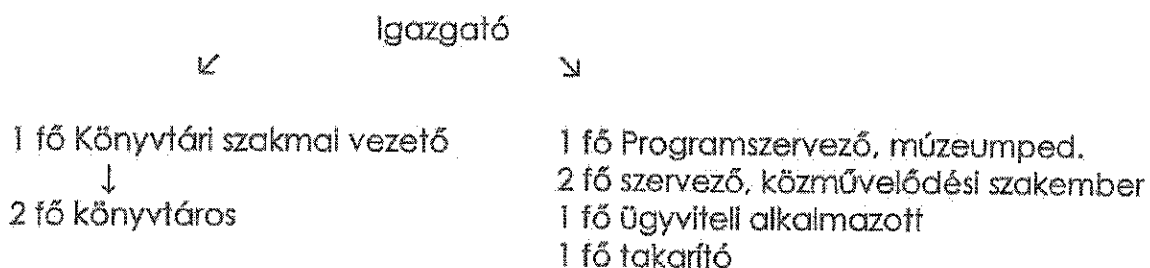 Igazgató
↙ ↘
1 fő Könyvtári szakmai vezető
↓
2 fő könyvtáros
1 fő Programszervező, múzeumped.
2 fő szervező, közművelődési szakember
1 fő ügyviteli alkalmazott
1 fő takarító